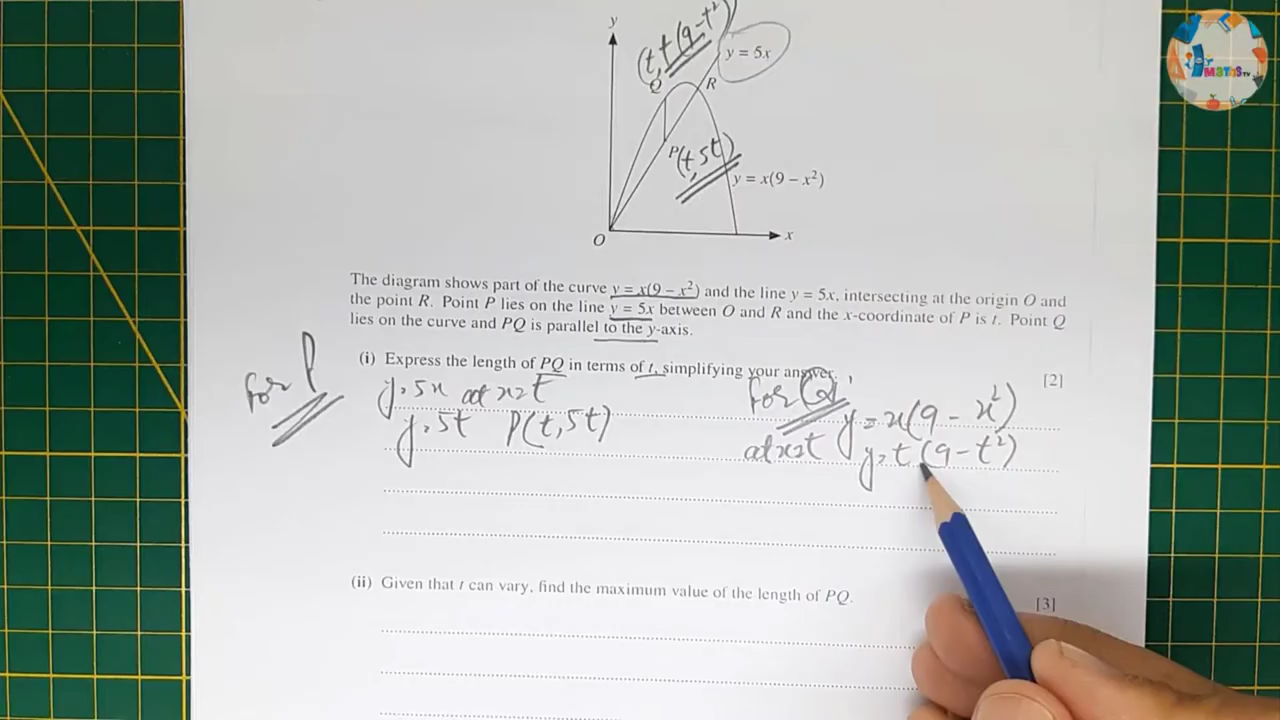 y
(t, t(9-t²)
y = 5x
Q
R
P(t,5t)
y = x(9 – x²)
O
x
MATHS TV
The diagram shows part of the curve y = x(9 – x²) and the line y = 5x, intersecting at the origin O and
the point R. Point P lies on the line y = 5x between O and R and the x-coordinate of P is t. Point Q
lies on the curve and PQ is parallel to the y-axis.
(i) Express the length of PQ in terms of t, simplifying your answer. [2]
for P
y=5x at x=t
y=5t P(t,5t)
for Q,
y=x(9-x²)
at x=t y=t(9-t²)
(ii) Given that t can vary, find the maximum value of the length of PQ. [3]